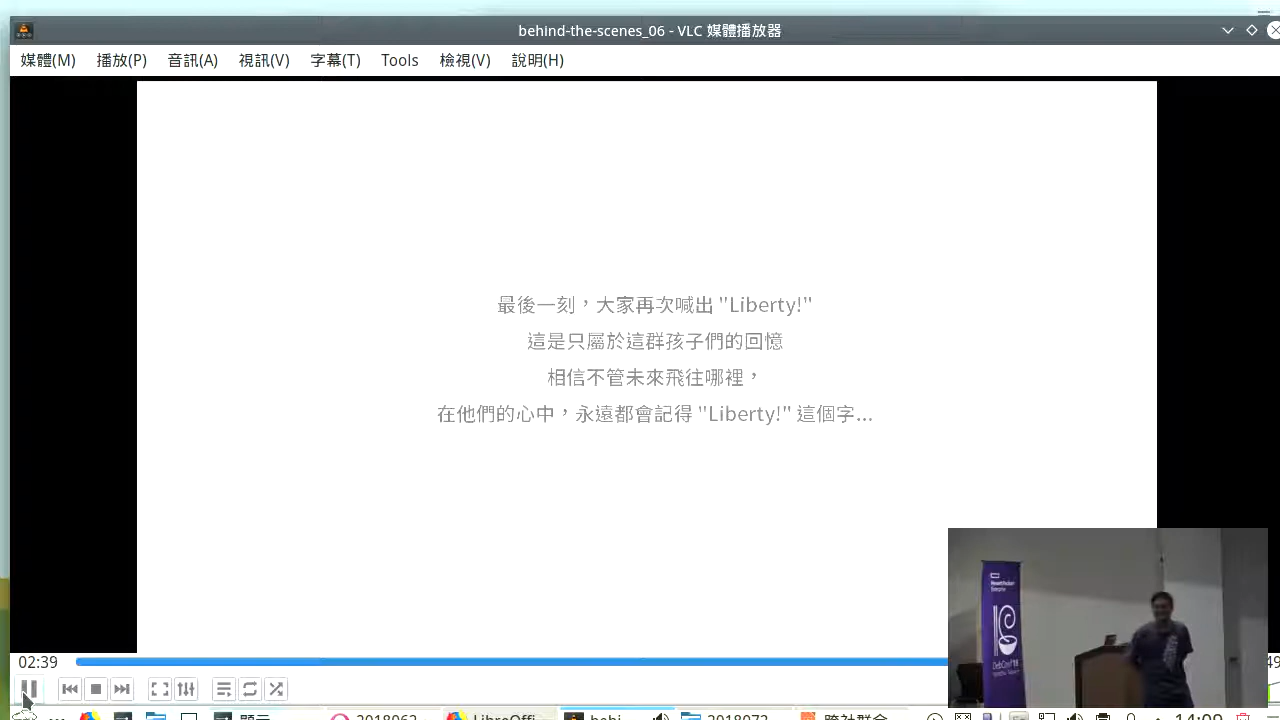 behind-the-scenes_06 - VLC 媒體播放器
媒體(M) 播放(P) 音訊(A) 視訊(V) 字幕(T) Tools 檢視(V) 說明(H)
最後一刻，大家再次喊出 "Liberty!"
這是只屬於這群孩子們的回憶
相信不管未來飛往哪裡，
在他們的心中，永遠都會記得 "Liberty!" 這個字...
DebConf18
02:39